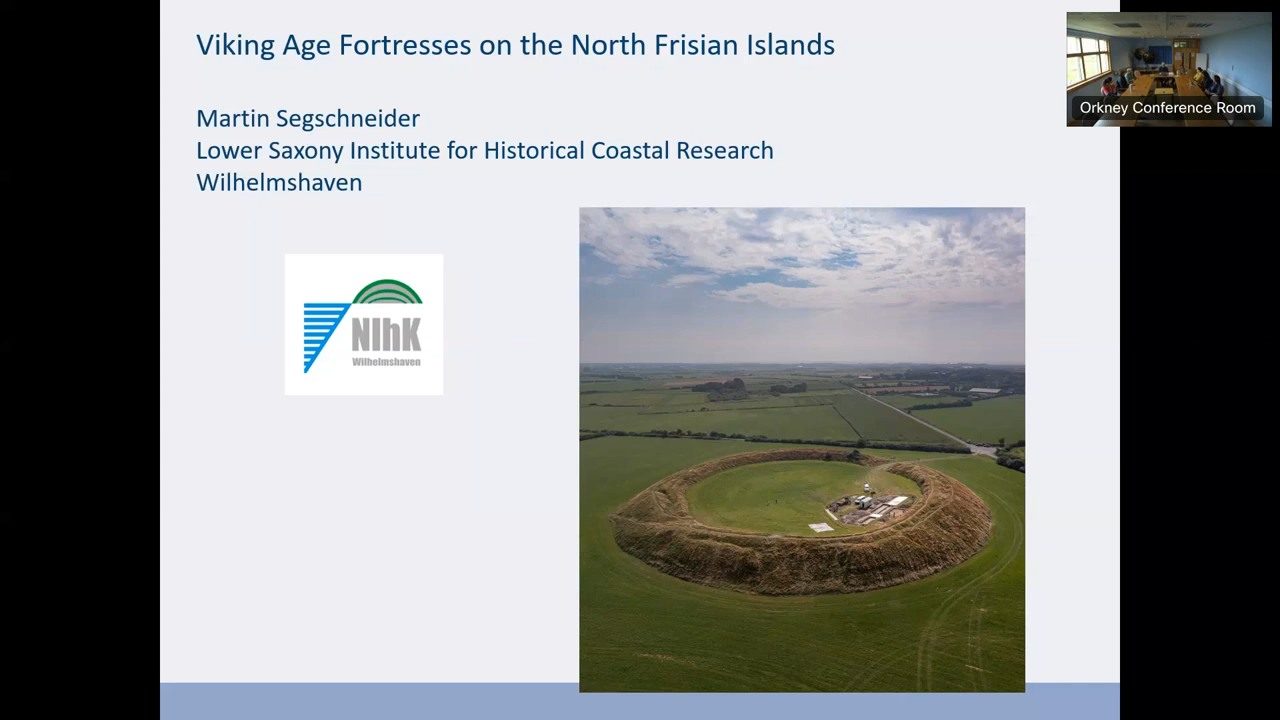 Viking Age Fortresses on the North Frisian Islands
Orkney Conference Room
Martin Segschneider
Lower Saxony Institute for Historical Coastal Research
Wilhelmshaven
NIhK
Wilhelmshaven